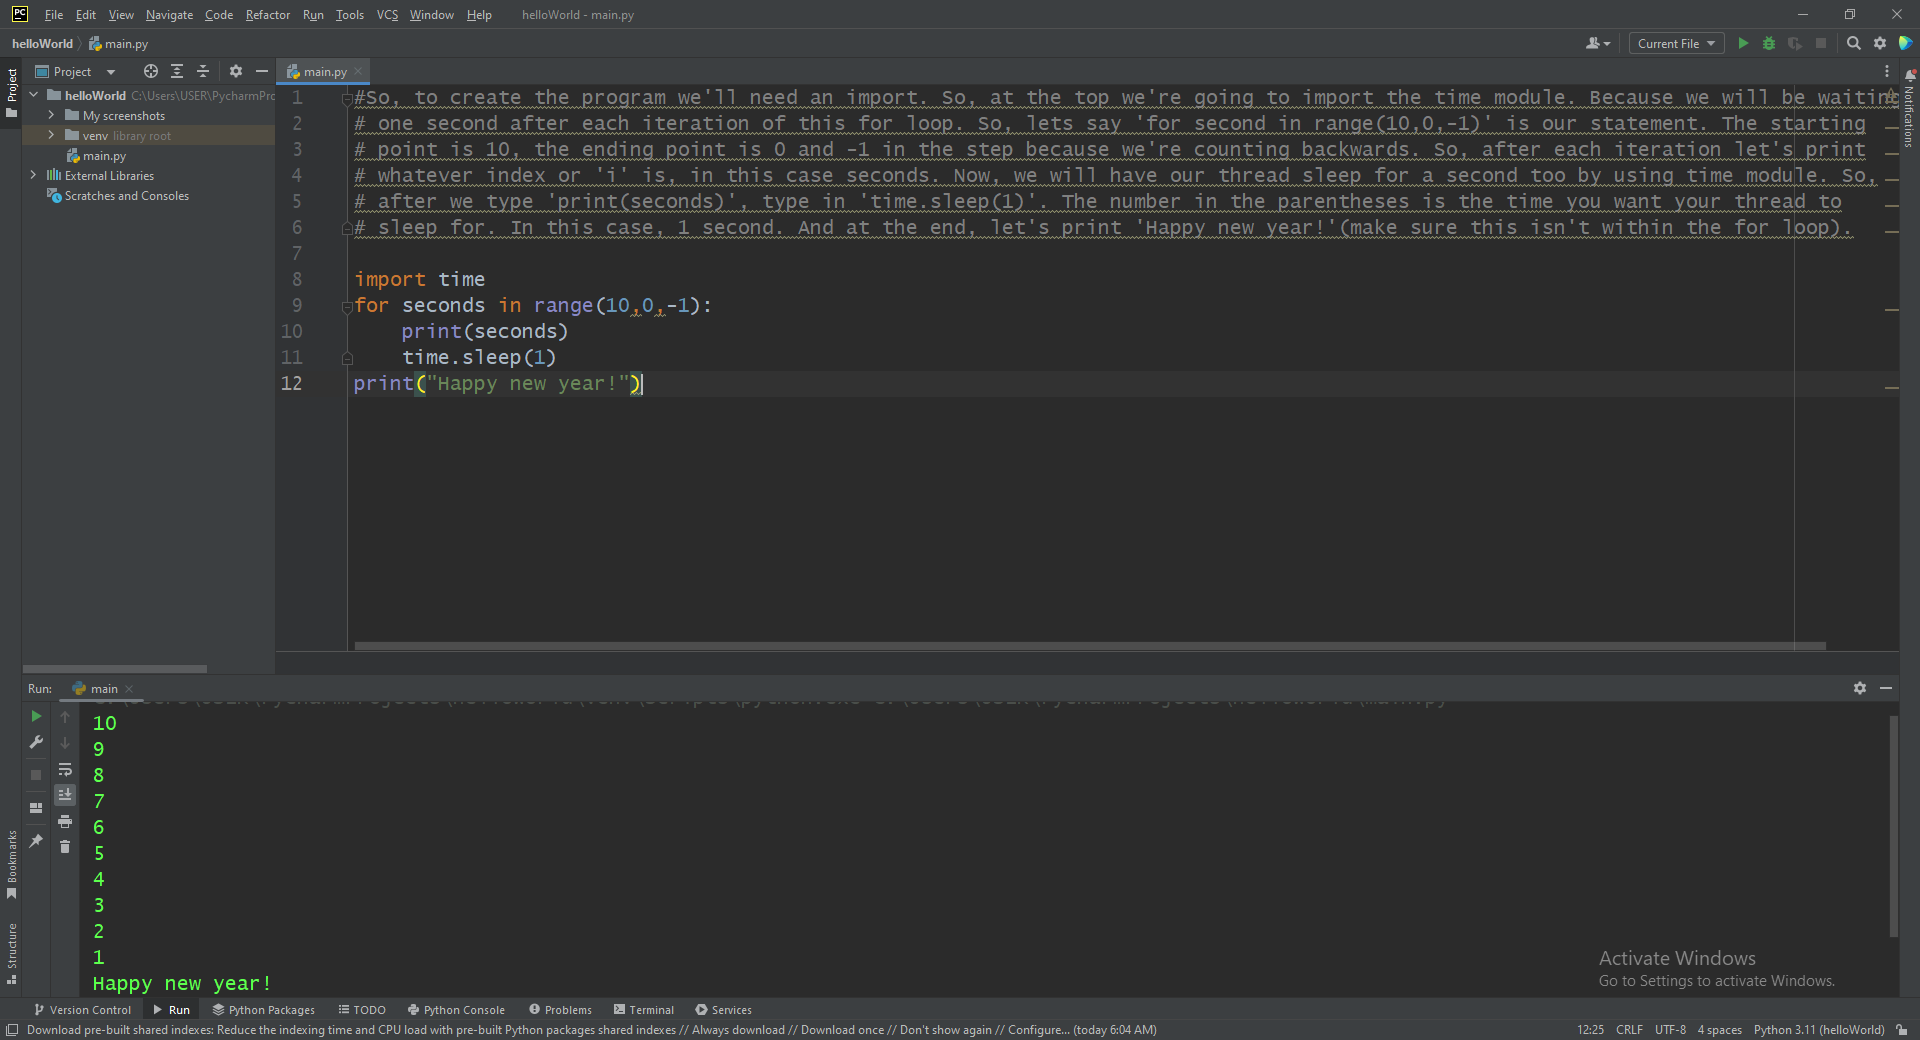 PC File Edit View Navigate Code Refactor Run Tools VCS Window Help helloWorld - main.py
helloWorld main.py Current File
Project
Project main.py
helloWorld C:\Users\USER\PycharmPro
My screenshots
venv library root
main.py
External Libraries
Scratches and Consoles
Notifications
1 #So, to create the program we'll need an import. So, at the top we're going to import the time module. Because we will be waiting
2 # one second after each iteration of this for loop. So, lets say 'for second in range(10,0,-1)' is our statement. The starting
3 # point is 10, the ending point is 0 and -1 in the step because we're counting backwards. So, after each iteration let's print
4 # whatever index or 'i' is, in this case seconds. Now, we will have our thread sleep for a second too by using time module. So,
5 # after we type 'print(seconds)', type in 'time.sleep(1)'. The number in the parentheses is the time you want your thread to
6 # sleep for. In this case, 1 second. And at the end, let's print 'Happy new year!'(make sure this isn't within the for loop).
7
8 import time
9 for seconds in range(10,0,-1):
10 print(seconds)
11 time.sleep(1)
12 print("Happy new year!")
Run: main
10
9
8
7
6
5
4
3
2
1
Happy new year!
Bookmarks
Structure
Activate Windows
Go to Settings to activate Windows.
Version Control Run Python Packages TODO Python Console Problems Terminal Services
Download pre-built shared indexes: Reduce the indexing time and CPU load with pre-built Python packages shared indexes // Always download // Download once // Don't show again // Configure... (today 6:04 AM) 12:25 CRLF UTF-8 4 spaces Python 3.11 (helloWorld)